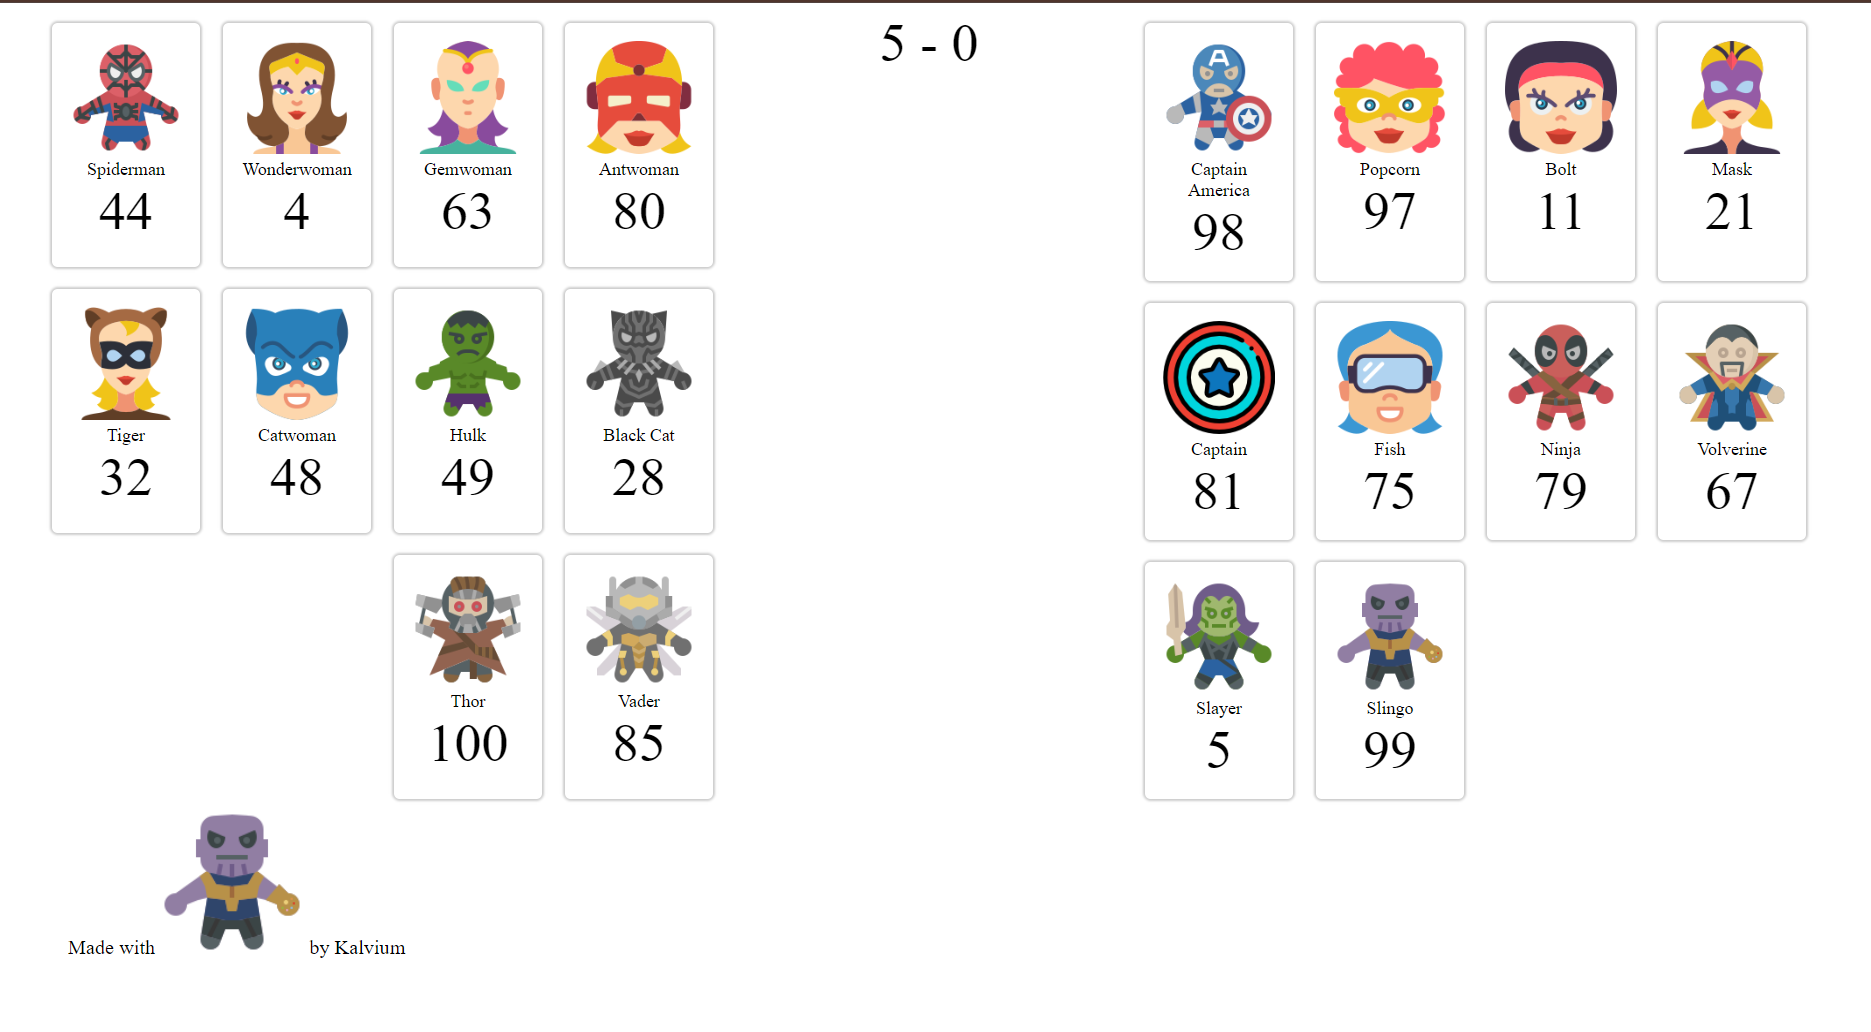 Spiderman
44
Wonderwoman
4
Gemwoman
63
Antwoman
80
Tiger
32
Catwoman
48
Hulk
49
Black Cat
28
Thor
100
Vader
85
5 - 0
A
Captain
America
98
Popcorn
97
Bolt
11
Mask
21
Captain
81
Fish
75
Ninja
79
Volverine
67
Slayer
5
Slingo
99
Made with
by Kalvium